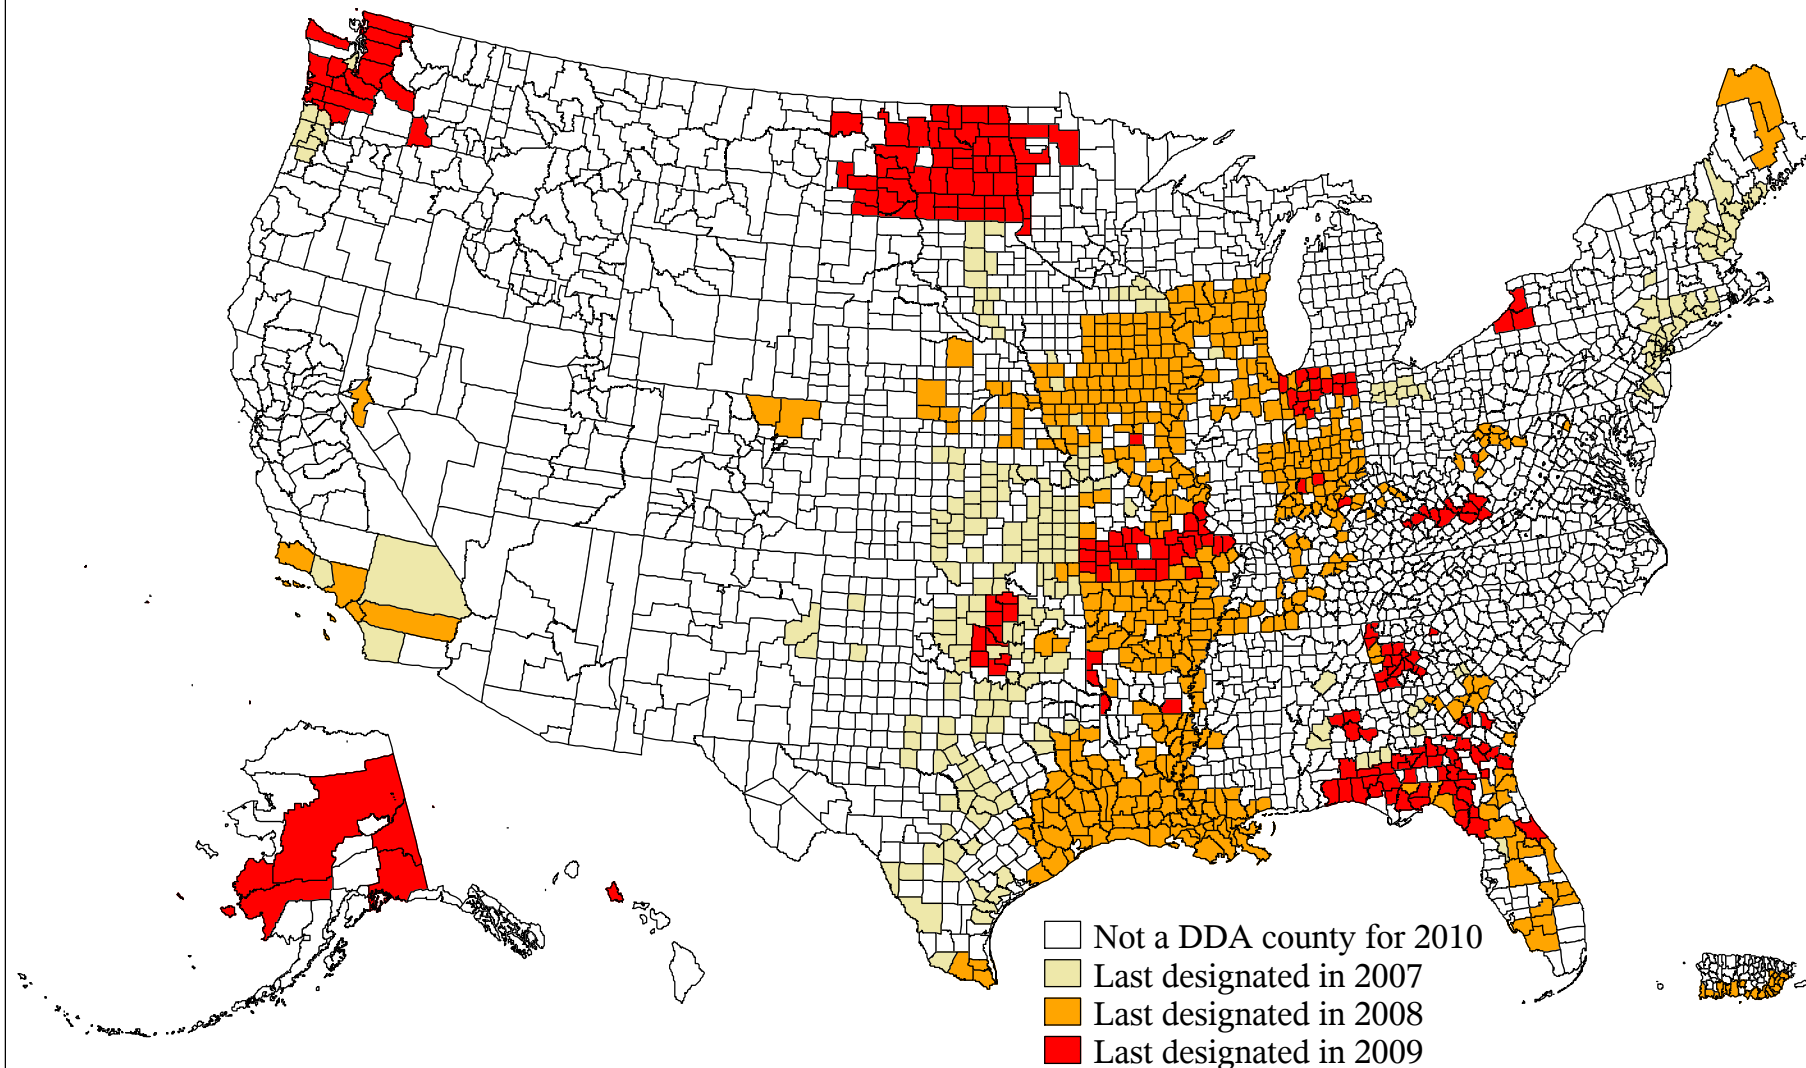 Not a DDA county for 2010
Last designated in 2007
Last designated in 2008
Last designated in 2009